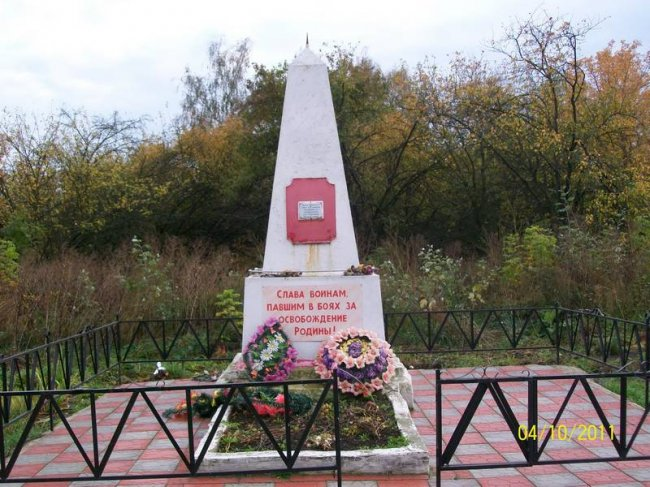 СЛАВА ВОИНАМ,
ПАВШИМ В БОЯХ ЗА
ОСВОБОЖДЕНИЕ
РОДИНЫ!
04/10/2011